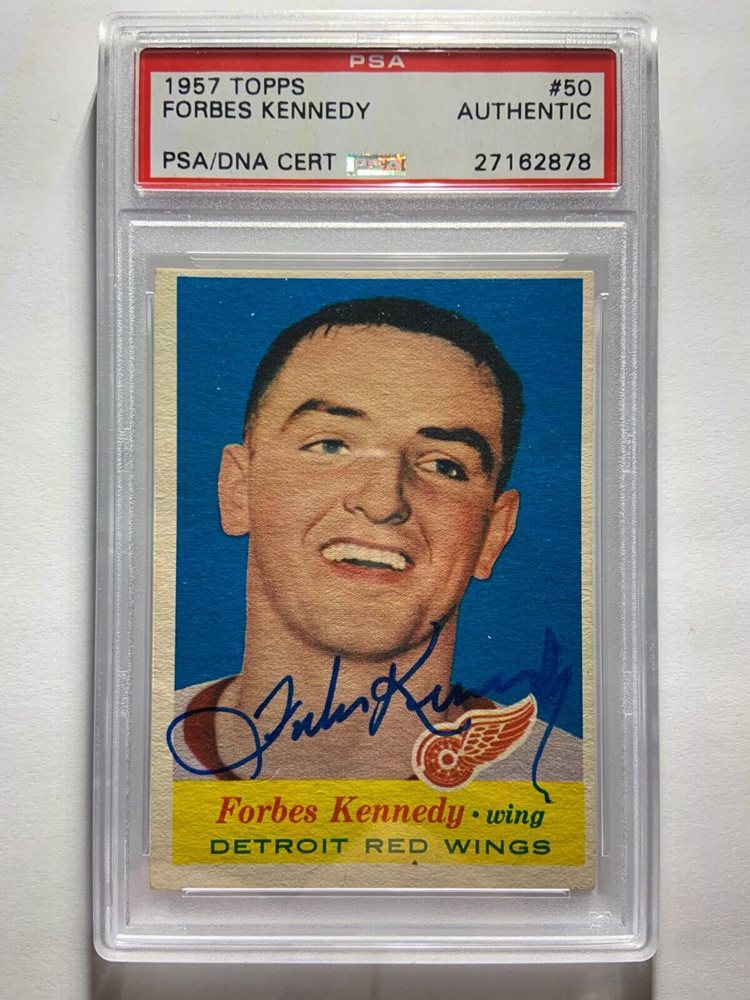 PSA
1957 TOPPS #50
FORBES KENNEDY AUTHENTIC
PSA/DNA CERT 27162878
Forbes Kennedy
Forbes Kennedy • wing
DETROIT RED WINGS